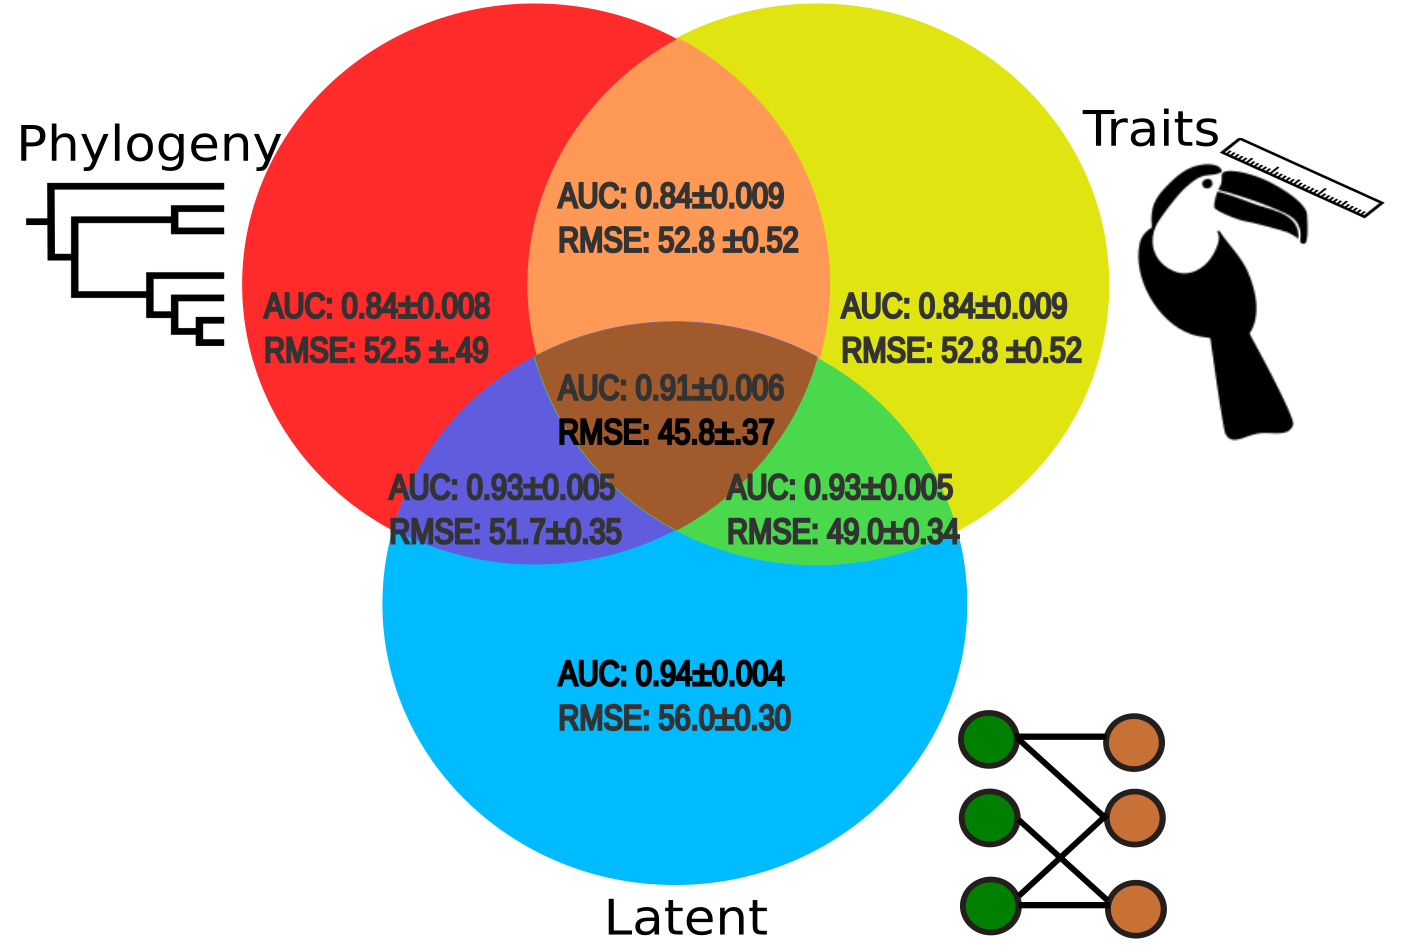 Phylogeny
Traits
AUC: 0.84±0.009
RMSE: 52.8 ±0.52
AUC: 0.84±0.008
RMSE: 52.5 ±.49
AUC: 0.84±0.009
RMSE: 52.8 ±0.52
AUC: 0.91±0.006
RMSE: 45.8±.37
AUC: 0.93±0.005
RMSE: 51.7±0.35
AUC: 0.93±0.005
RMSE: 49.0±0.34
AUC: 0.94±0.004
RMSE: 56.0±0.30
Latent